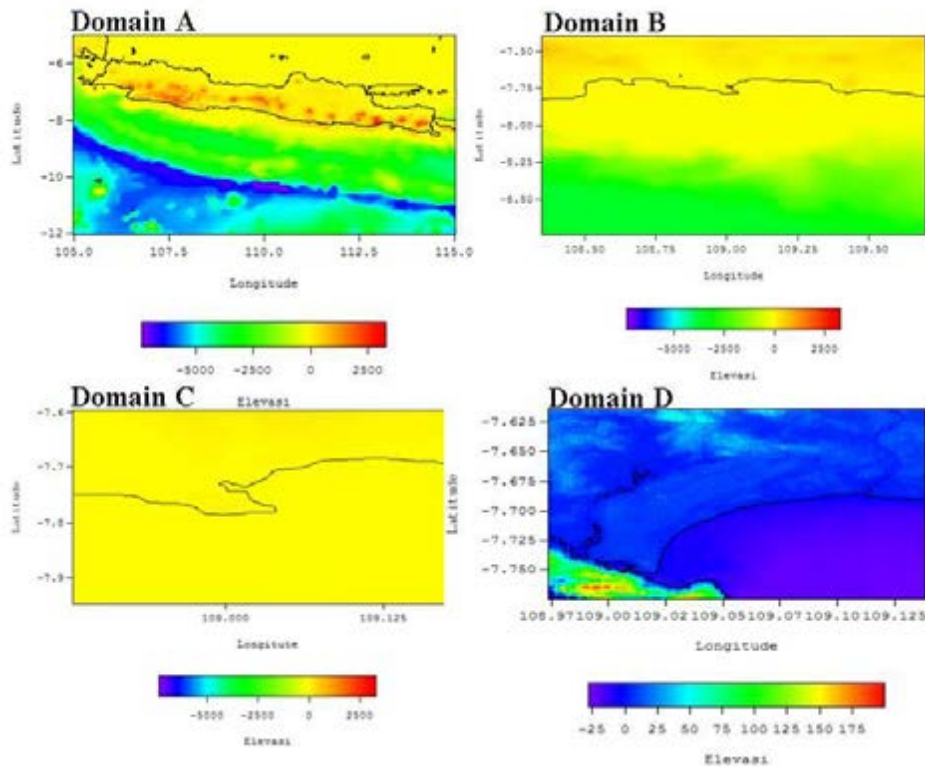 Domain A
-6
-8
-10
-12
Latitudo
105.0 107.5 110.0 112.5 115.0
Longitude
-5000 -2500 0 2500
Elevasi
Domain B
-7.50
-7.75
-8.00
-8.25
-8.50
Latitudo
108.50 108.75 109.00 109.25 109.50
Longitude
-5000 -2500 0 2500
Elevasi
Domain C
-7.6
-7.7
-7.8
-7.9
Latitudo
109.000 109.125
Longitute
-5000 -2500 0 2500
Elevasi
Domain D
-7.625
-7.650
-7.675
-7.700
-7.725
-7.750
Latitudo
108.97 109.00 109.02 109.05 109.07 109.10 109.125
Longitude
-25 0 25 50 75 100 125 150 175
Elevasi